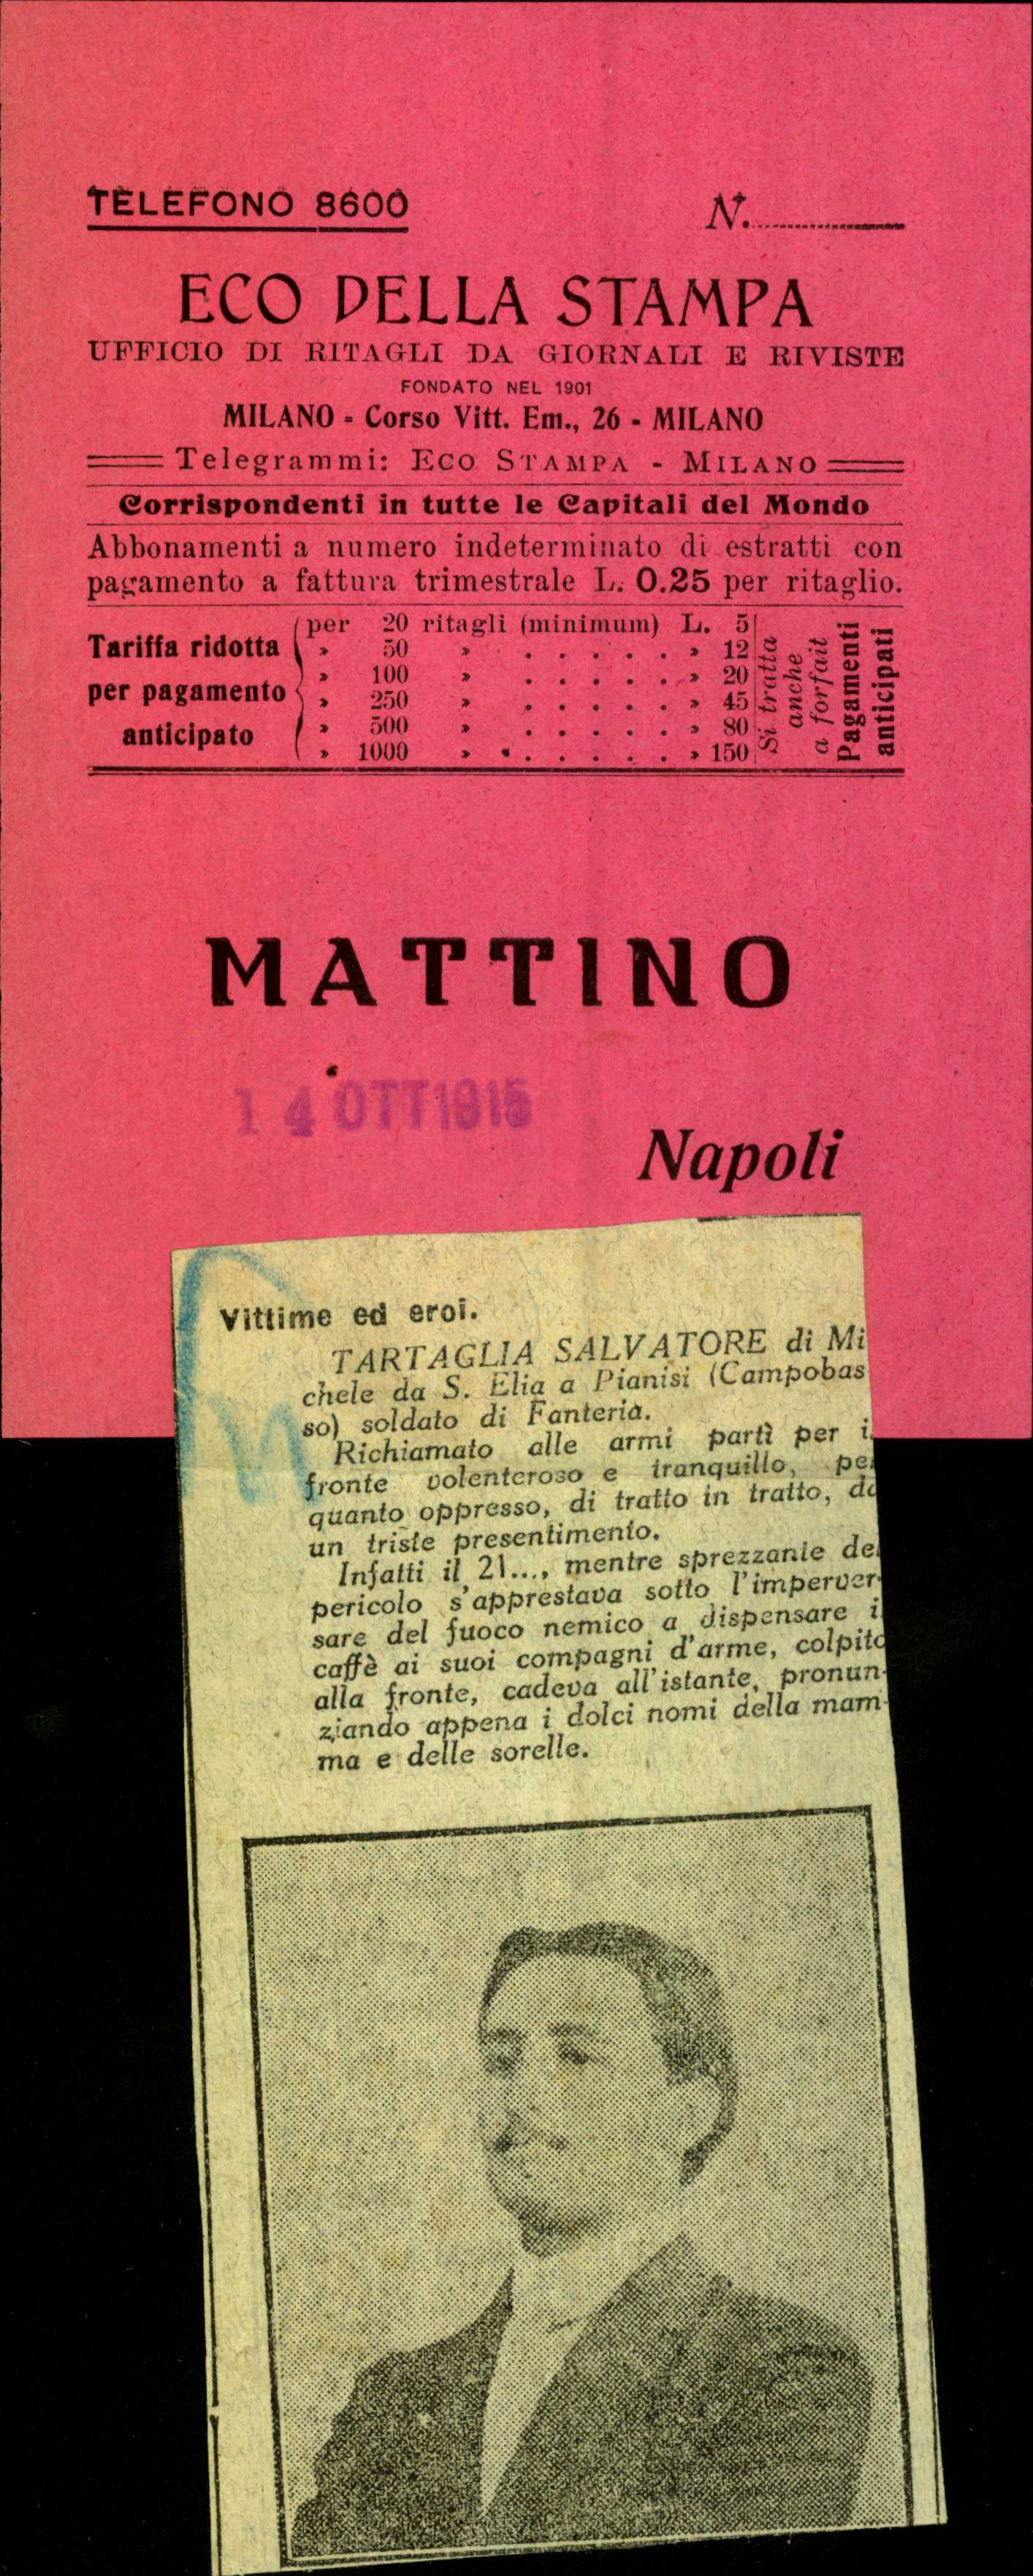 TELEFONO 8600
N.
ECO DELLA STAMPA
UFFICIO DI RITAGLI DA GIORNALI E RIVISTE
FONDATO NEL 1901
MILANO - Corso Vitt. Em., 26 - MILANO
Telegrammi: ECO STAMPA - MILANO
Corrispondenti in tutte le Capitali del Mondo
Abbonamenti a numero indeterminato di estratti con
pagamento a fattura trimestrale L. 0.25 per ritaglio.
Tariffa ridotta
per pagamento
anticipato
per 20 ritagli (minimum) L. 5
» 50 » . . . . . . » 12
» 100 » . . . . . . » 20
» 250 » . . . . . . » 45
» 500 » . . . . . . » 80
» 1000 » . . . . . . » 150
Si tratta
anche
a forfait
Pagamenti
anticipati
MATTINO
14 OTT 1915
Napoli
Vittime ed eroi.
TARTAGLIA SALVATORE di Mi
chele da S. Elia a Pianisi (Campobas
so) soldato di Fanteria.
Richiamato alle armi partì per i
fronte volenteroso e tranquillo, pe
quanto oppresso, di tratto in tratto, da
un triste presentimento.
Infatti il 21..., mentre sprezzante de
pericolo s'apprestava sotto l'imperver-
sare del fuoco nemico a dispensare i
caffè ai suoi compagni d'arme, colpito
alla fronte, cadeva all'istante, pronun-
ziando appena i dolci nomi della mam-
ma e delle sorelle.